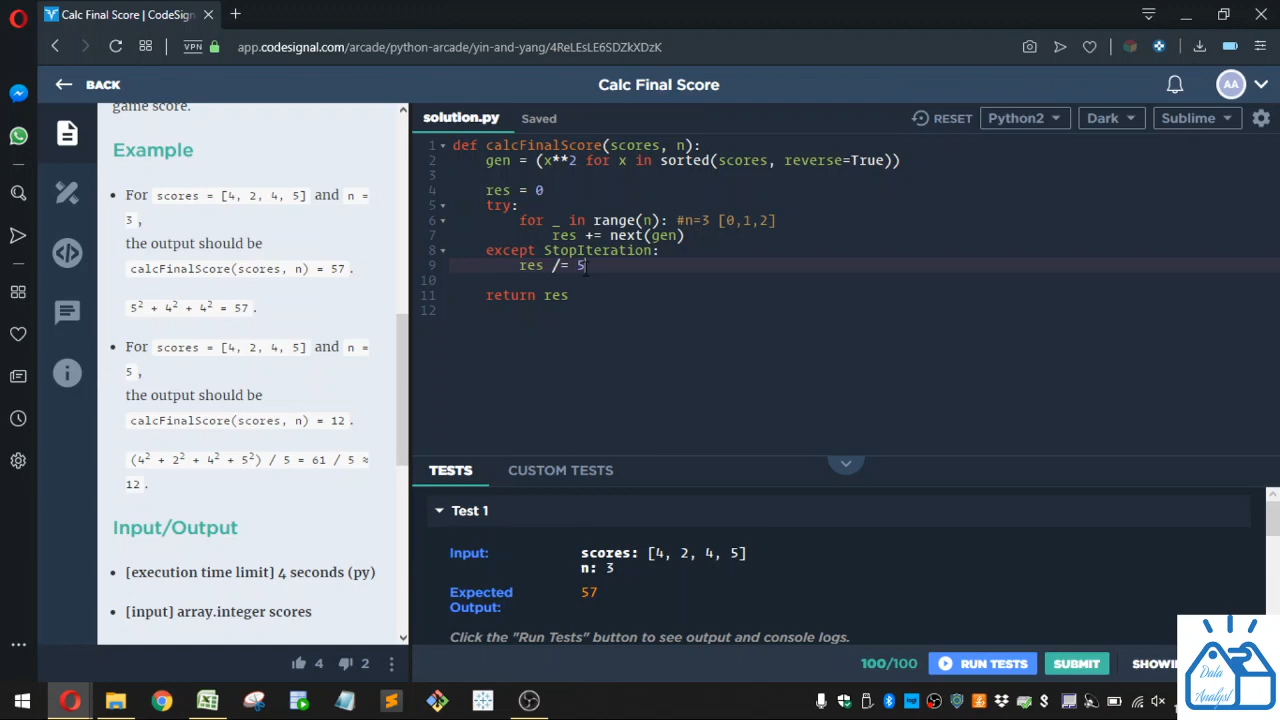 Calc Final Score | CodeSign
VPN
app.codesignal.com/arcade/python-arcade/yin-and-yang/4ReLEsLE6SDZkXDzK
BACK
Calc Final Score
AA
game score.
Example
For scores = [4, 2, 4, 5] and n =
3 ,
the output should be
calcFinalScore(scores, n) = 57 .
5² + 4² + 4² = 57 .
For scores = [4, 2, 4, 5] and n =
5 ,
the output should be
calcFinalScore(scores, n) = 12 .
(4² + 2² + 4² + 5²) / 5 = 61 / 5 ≈
12 .
Input/Output
[execution time limit] 4 seconds (py)
[input] array.integer scores
4 2
solution.py Saved RESET Python2 Dark Sublime
1 def calcFinalScore(scores, n):
2 gen = (x**2 for x in sorted(scores, reverse=True))
3
4 res = 0
5 try:
6 for _ in range(n): #n=3 [0,1,2]
7 res += next(gen)
8 except StopIteration:
9 res /= 5
10
11 return res
12
TESTS CUSTOM TESTS
Test 1
Input: scores: [4, 2, 4, 5]
n: 3
Expected 57
Output:
Click the "Run Tests" button to see output and console logs.
100/100 RUN TESTS SUBMIT SHOWI
Data
Analyst